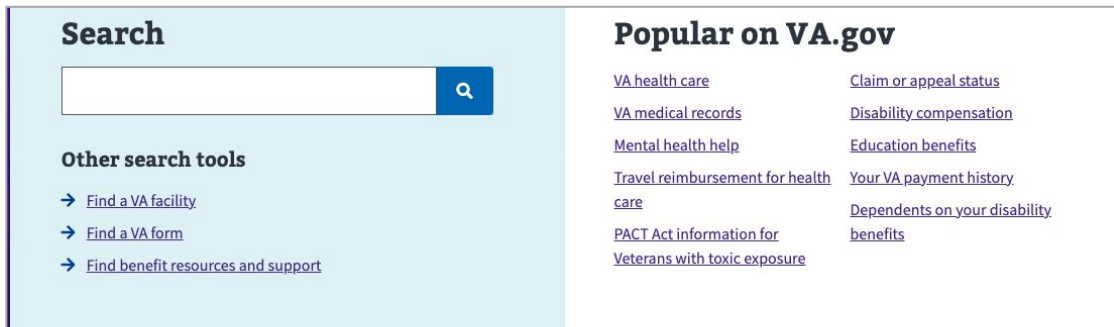 Search
Other search tools
Find a VA facility
Find a VA form
Find benefit resources and support
Popular on VA.gov
VA health care
VA medical records
Mental health help
Travel reimbursement for health
care
PACT Act information for
Veterans with toxic exposure
Claim or appeal status
Disability compensation
Education benefits
Your VA payment history
Dependents on your disability
benefits